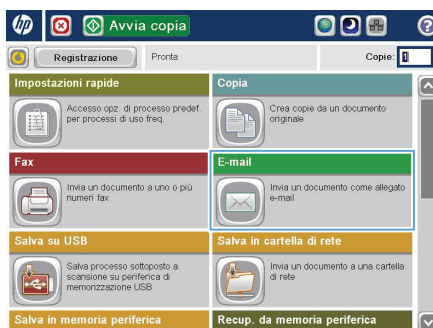 hp
Avvia copia
?
Registrazione
Pronta
Copie: 1
Impostazioni rapide
Copia
Accesso opz. di processo predef.
per processi di uso freq.
Crea copie da un documento
originale
Fax
E-mail
Invia un documento a uno o più
numeri fax
Invia un documento come allegato
e-mail
Salva su USB
Salva in cartella di rete
Salva processo sottoposto a
scansione su periferica di
memorizzazione USB
Invia un documento a una cartella
di rete
Salva in memoria periferica
Recup. da memoria periferica